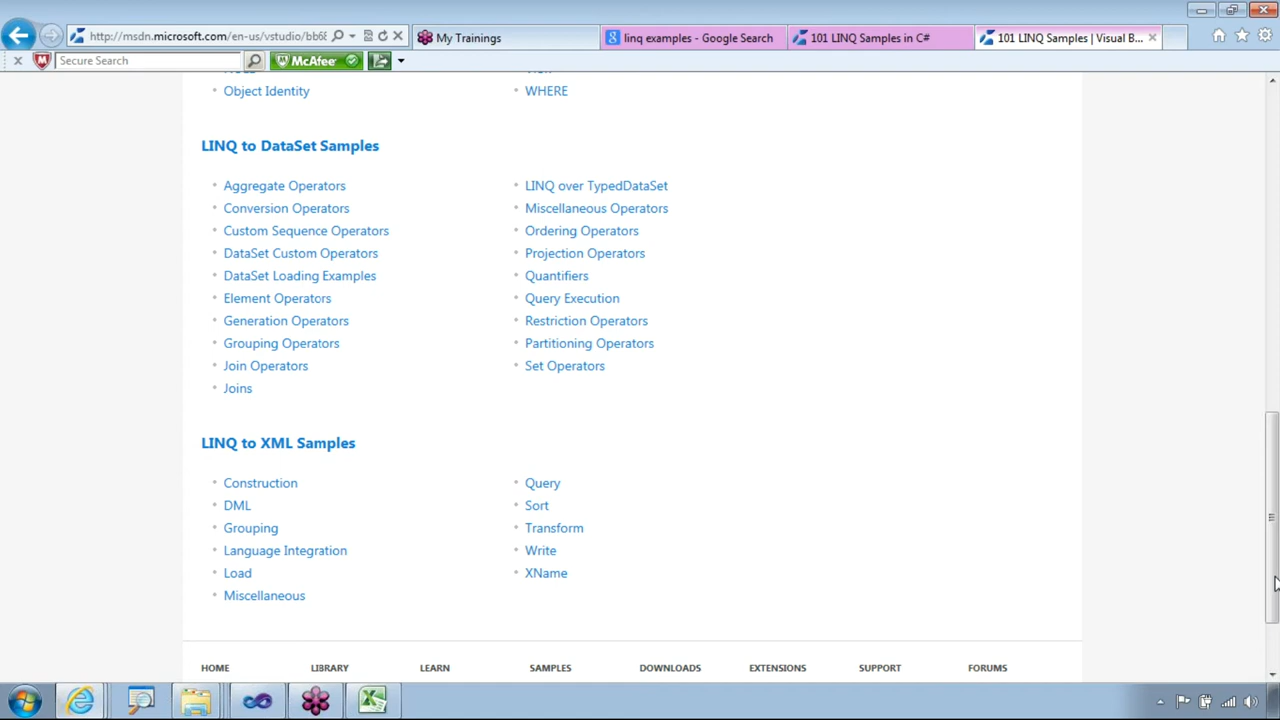 http://msdn.microsoft.com/en-us/vstudio/bb68
My Trainings
linq examples - Google Search
101 LINQ Samples in C#
101 LINQ Samples | Visual B...
Secure Search
McAfee
Object Identity
WHERE
LINQ to DataSet Samples
Aggregate Operators
LINQ over TypedDataSet
Conversion Operators
Miscellaneous Operators
Custom Sequence Operators
Ordering Operators
DataSet Custom Operators
Projection Operators
DataSet Loading Examples
Quantifiers
Element Operators
Query Execution
Generation Operators
Restriction Operators
Grouping Operators
Partitioning Operators
Join Operators
Set Operators
Joins
LINQ to XML Samples
Construction
Query
DML
Sort
Grouping
Transform
Language Integration
Write
Load
XName
Miscellaneous
HOME LIBRARY LEARN SAMPLES DOWNLOADS EXTENSIONS SUPPORT FORUMS